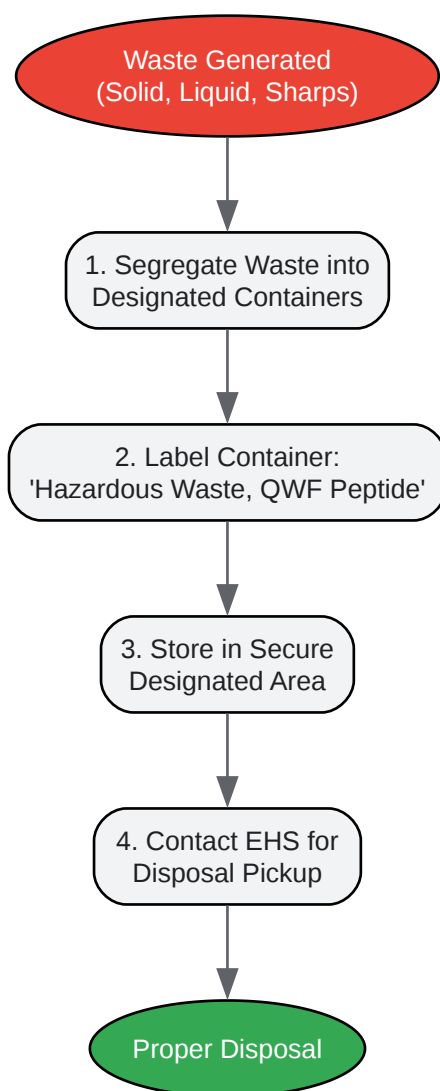 Waste Generated
(Solid, Liquid, Sharps)
1. Segregate Waste into
Designated Containers
2. Label Container:
'Hazardous Waste, QWF Peptide'
3. Store in Secure
Designated Area
4. Contact EHS for
Disposal Pickup
Proper Disposal